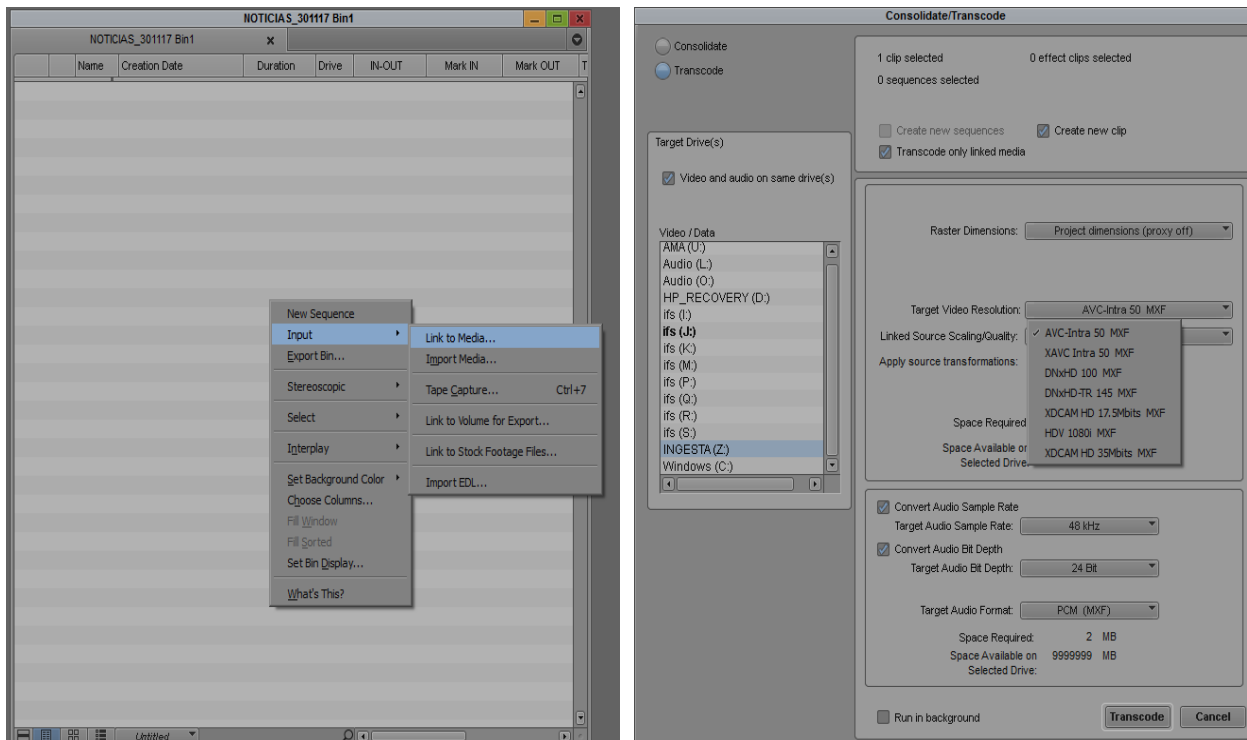 NOTICIAS_301117 Bin1
NOTICIAS_301117 Bin1 x
Name Creation Date Duration Drive IN-OUT Mark IN Mark OUT T
New Sequence
Input
Export Bin...
Stereoscopic
Select
Interplay
Set Background Color
Choose Columns...
Fill Window
Fill Sorted
Set Bin Display...
What's This?
Link to Media...
Import Media...
Tape Capture... Ctrl+7
Link to Volume for Export...
Link to Stock Footage Files...
Import EDL...
Untitled
Consolidate/Transcode
Consolidate
Transcode
1 clip selected 0 effect clips selected
0 sequences selected
Create new sequences Create new clip
Transcode only linked media
Target Drive(s)
Video and audio on same drive(s)
Video / Data
AMA (U:)
Audio (L:)
Audio (O:)
HP_RECOVERY (D:)
ifs (I:)
ifs (J:)
ifs (K:)
ifs (M:)
ifs (P:)
ifs (Q:)
ifs (R:)
ifs (S:)
INGESTA (Z:)
Windows (C:)
Raster Dimensions: Project dimensions (proxy off)
Target Video Resolution: AVC-Intra 50 MXF
Linked Source Scaling/Quality:
Apply source transformations:
AVC-Intra 50 MXF
XAVC Intra 50 MXF
DNxHD 100 MXF
DNxHD-TR 145 MXF
XDCAM HD 17.5Mbits MXF
HDV 1080i MXF
XDCAM HD 35Mbits MXF
Space Required
Space Available on
Selected Drive:
Convert Audio Sample Rate
Target Audio Sample Rate: 48 kHz
Convert Audio Bit Depth
Target Audio Bit Depth: 24 Bit
Target Audio Format: PCM (MXF)
Space Required: 2 MB
Space Available on 9999999 MB
Selected Drive:
Run in background
Transcode Cancel